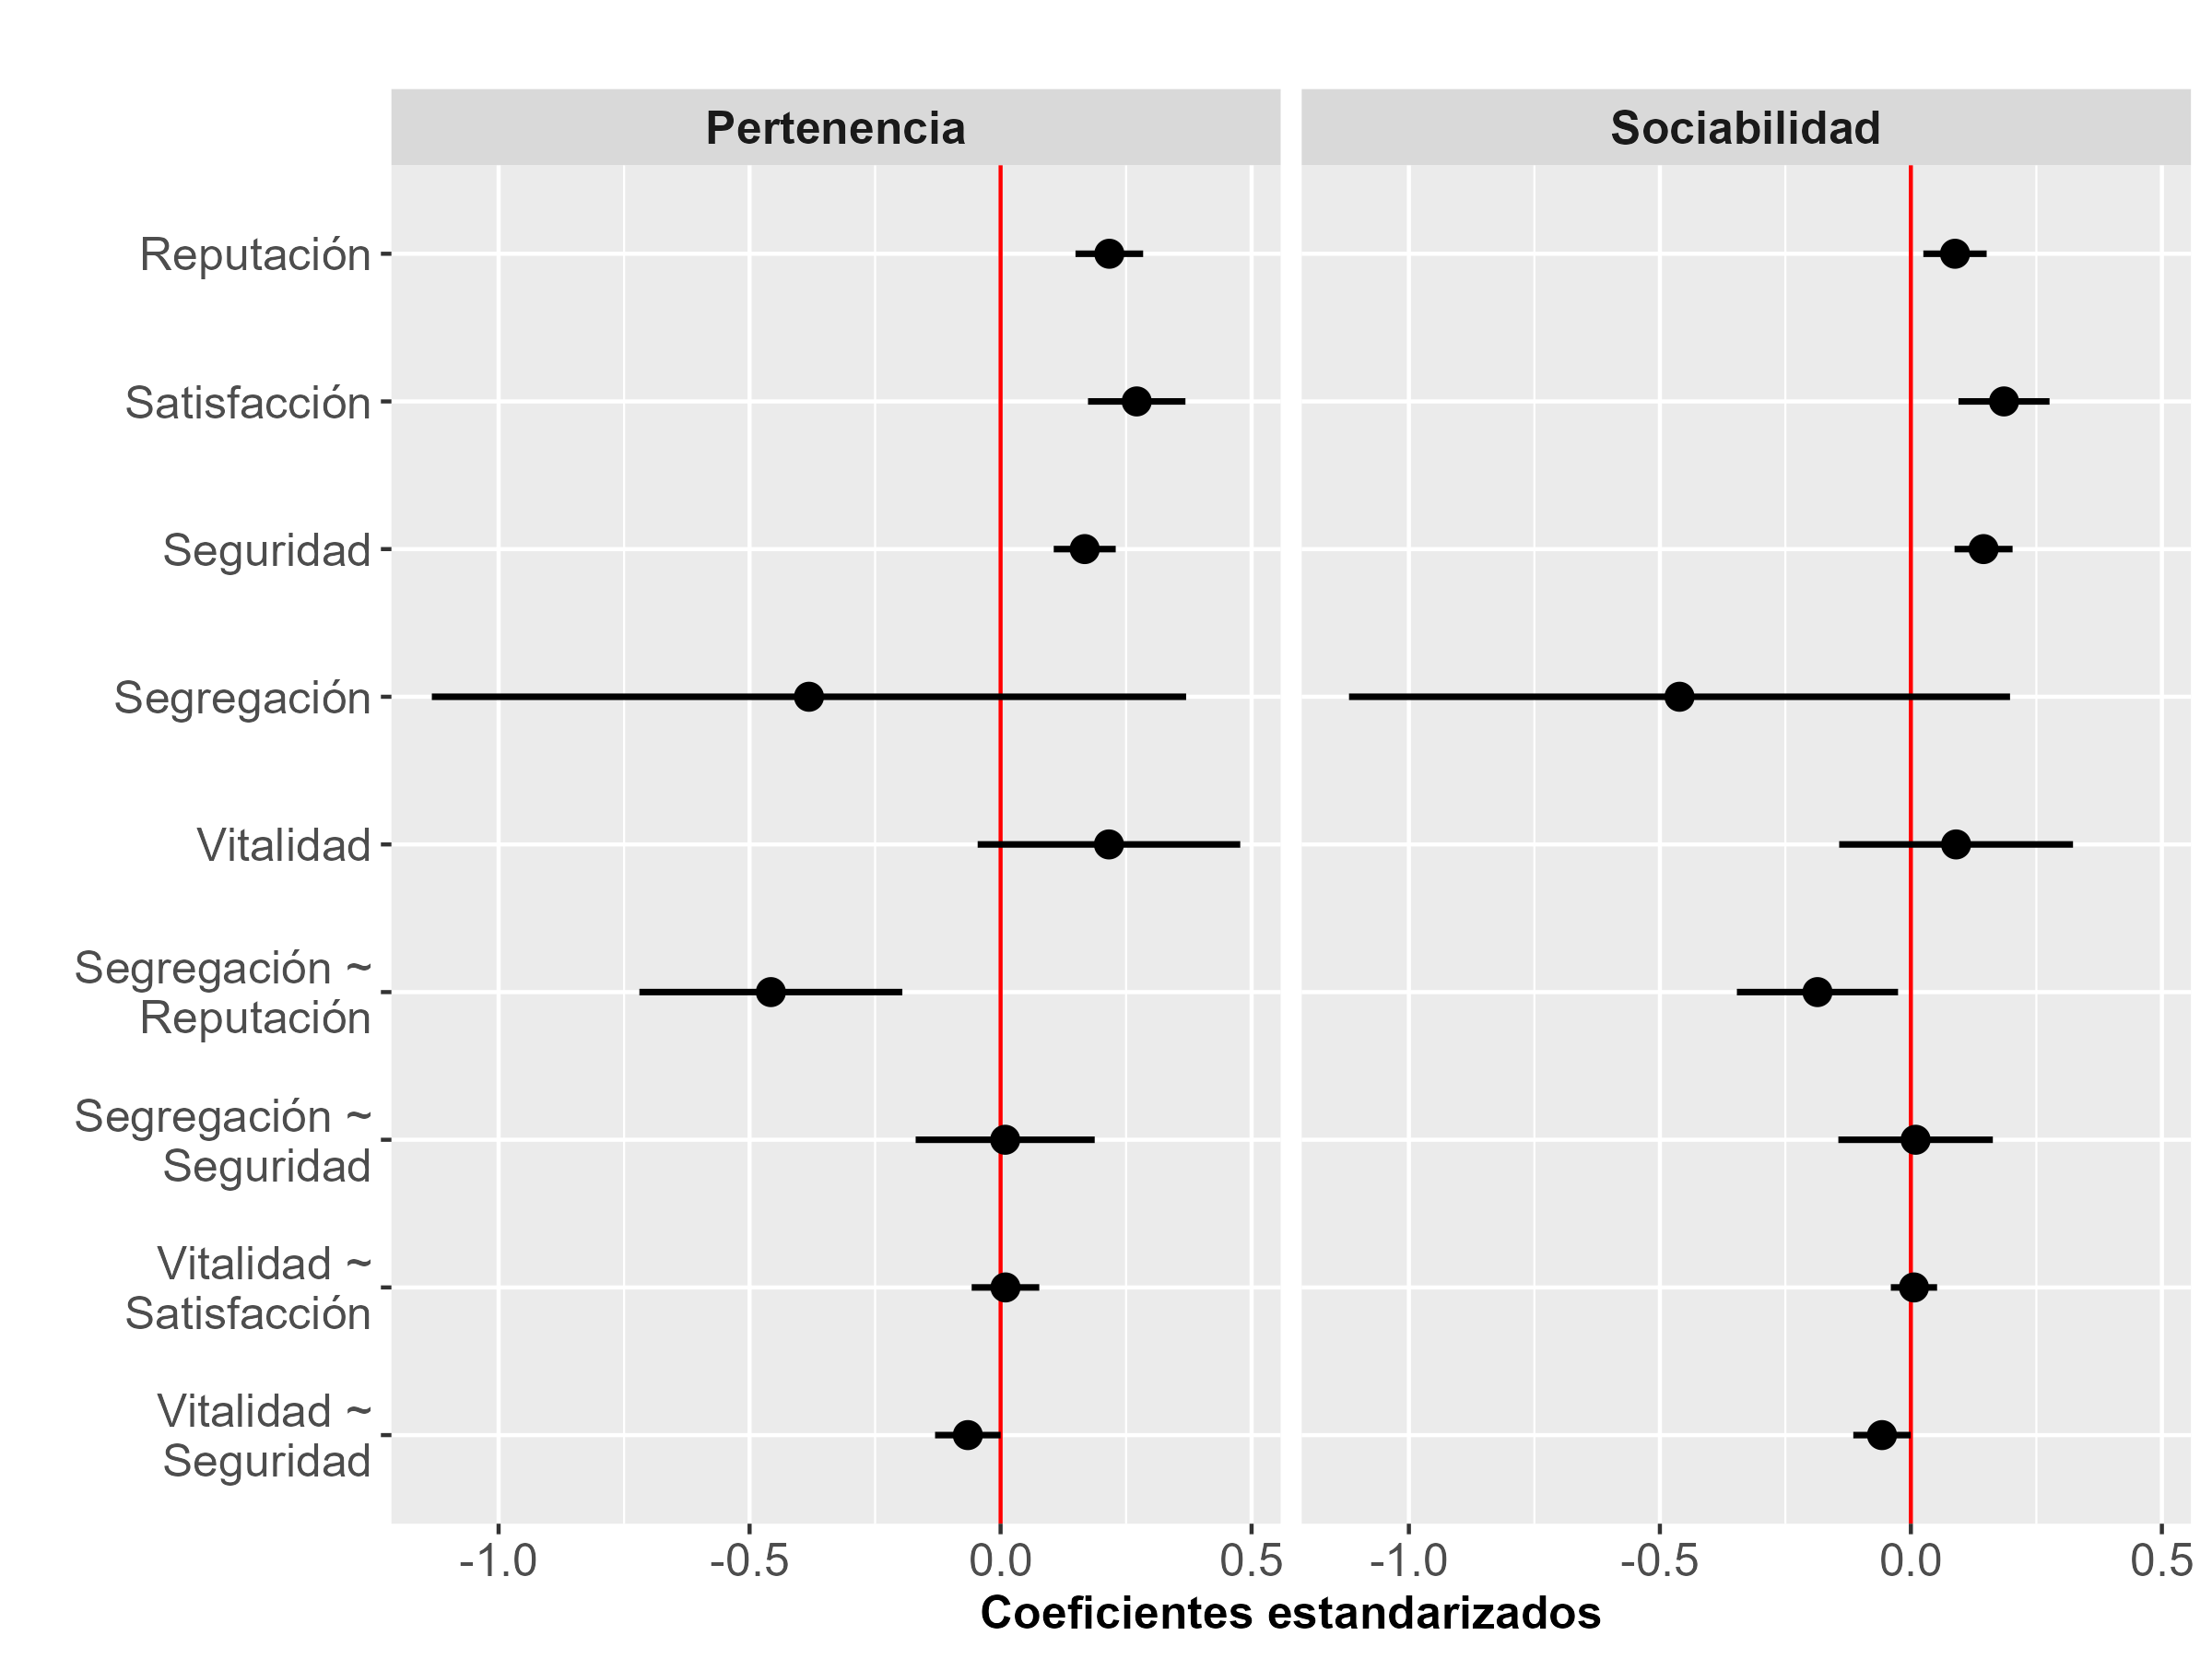 Pertenencia
Sociabilidad
Reputación
Satisfacción
Seguridad
Segregación
Vitalidad
Segregación ~
Reputación
Segregación ~
Seguridad
Vitalidad ~
Satisfacción
Vitalidad ~
Seguridad
-1.0
-0.5
0.0
0.5
-1.0
-0.5
0.0
0.5
Coeficientes estandarizados